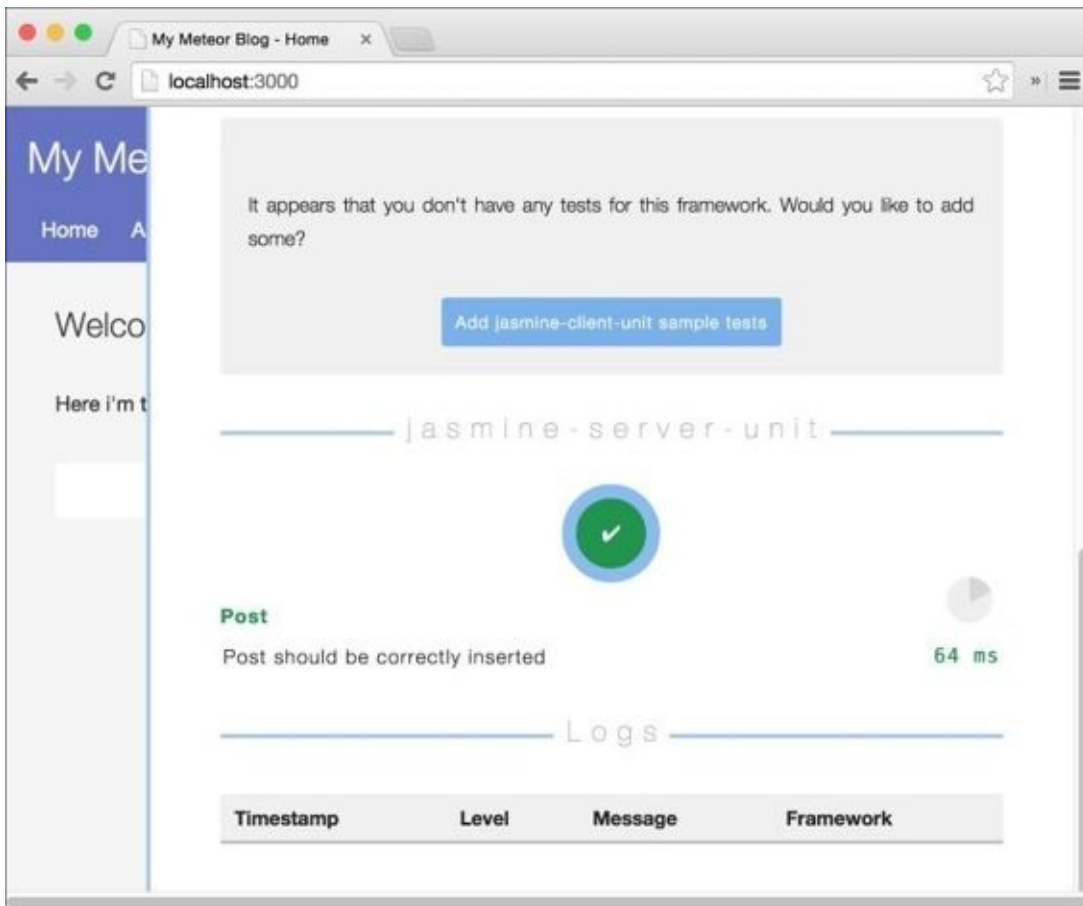 My Meteor Blog - Home
localhost:3000
My Me
Home A
Welco
Here i'm t
It appears that you don't have any tests for this framework. Would you like to add
some?
Add jasmine-client-unit sample tests
jasmine-server-unit
Post
Post should be correctly inserted 64 ms
Logs
Timestamp Level Message Framework